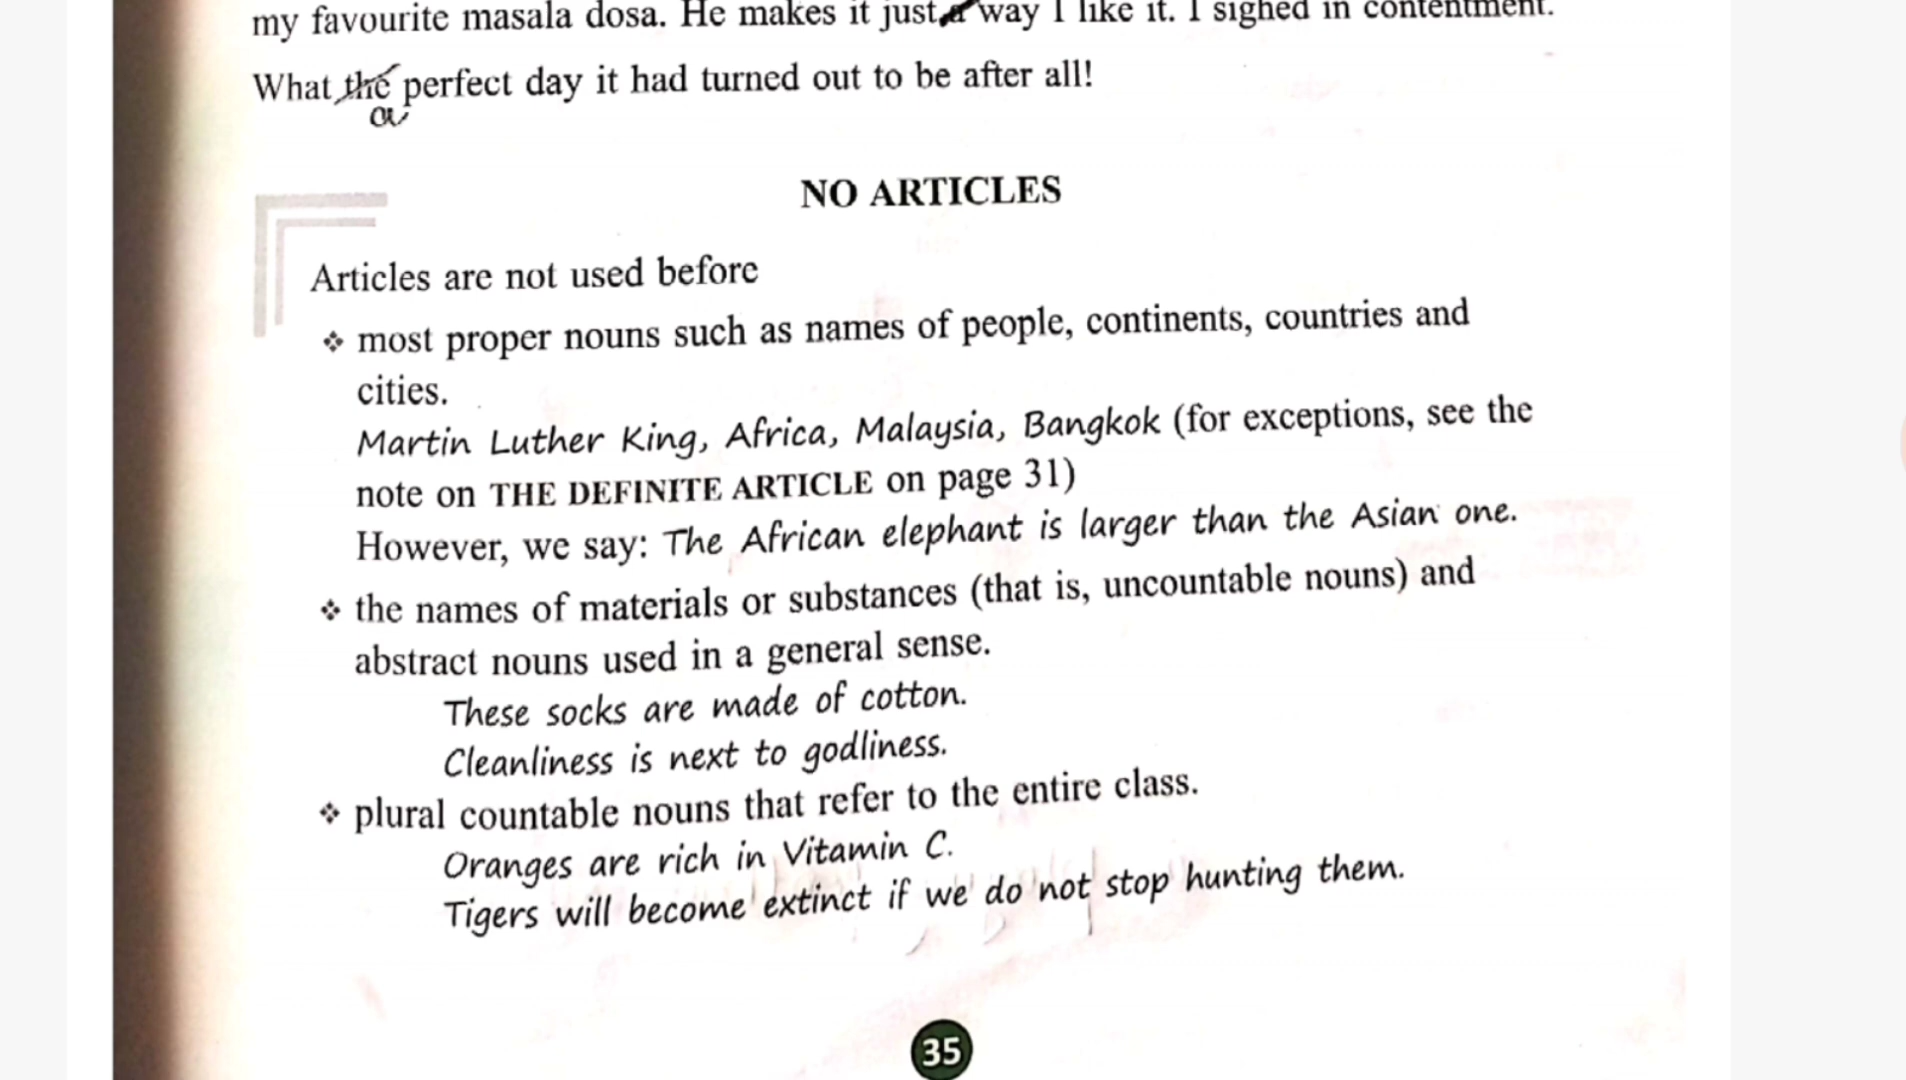 my favourite masala dosa. He makes it just a way I like it. I sighed in contentment.
What the perfect day it had turned out to be after all!
a
NO ARTICLES
Articles are not used before
❖ most proper nouns such as names of people, continents, countries and
cities.
Martin Luther King, Africa, Malaysia, Bangkok (for exceptions, see the
note on THE DEFINITE ARTICLE on page 31)
However, we say: The African elephant is larger than the Asian one.
❖ the names of materials or substances (that is, uncountable nouns) and
abstract nouns used in a general sense.
These socks are made of cotton.
Cleanliness is next to godliness.
❖ plural countable nouns that refer to the entire class.
Oranges are rich in Vitamin C.
Tigers will become extinct if we do not stop hunting them.
35